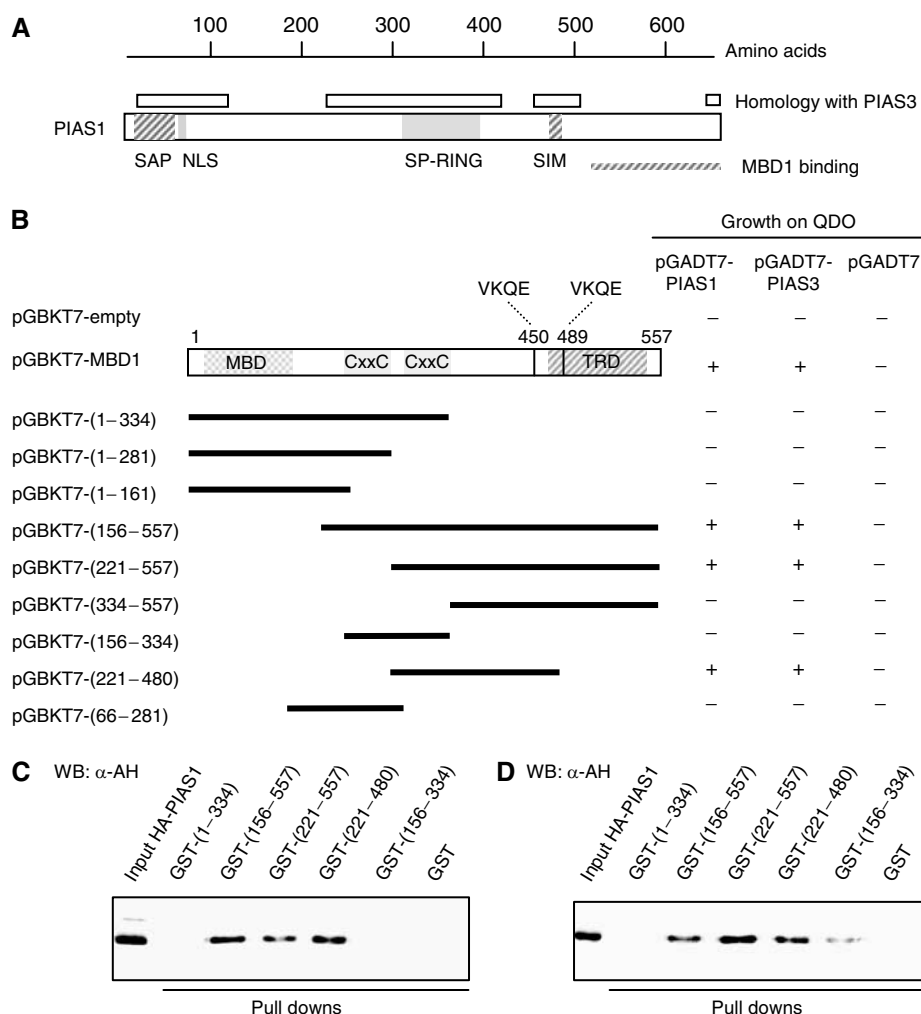 A
100 200 300 400 500 600
Amino acids
Homology with PIAS3
PIAS1
SAP NLS SP-RING SIM
MBD1 binding
B
Growth on QDO
pGADT7-PIAS1 pGADT7-PIAS3 pGADT7
VKQE VKQE
pGBKT7-empty – – –
1 450 489 557
pGBKT7-MBD1 MBD CxxC CxxC TRD + + –
pGBKT7-(1–334) – – –
pGBKT7-(1–281) – – –
pGBKT7-(1–161) – – –
pGBKT7-(156–557) + + –
pGBKT7-(221–557) + + –
pGBKT7-(334–557) – – –
pGBKT7-(156–334) – – –
pGBKT7-(221–480) + + –
pGBKT7-(66–281) – – –
C WB: α-AH
Input HA-PIAS1
GST-(1–334)
GST-(156–557)
GST-(221–557)
GST-(221–480)
GST-(156–334)
GST
Pull downs
D WB: α-AH
Input HA-PIAS1
GST-(1–334)
GST-(156–557)
GST-(221–557)
GST-(221–480)
GST-(156–334)
GST
Pull downs